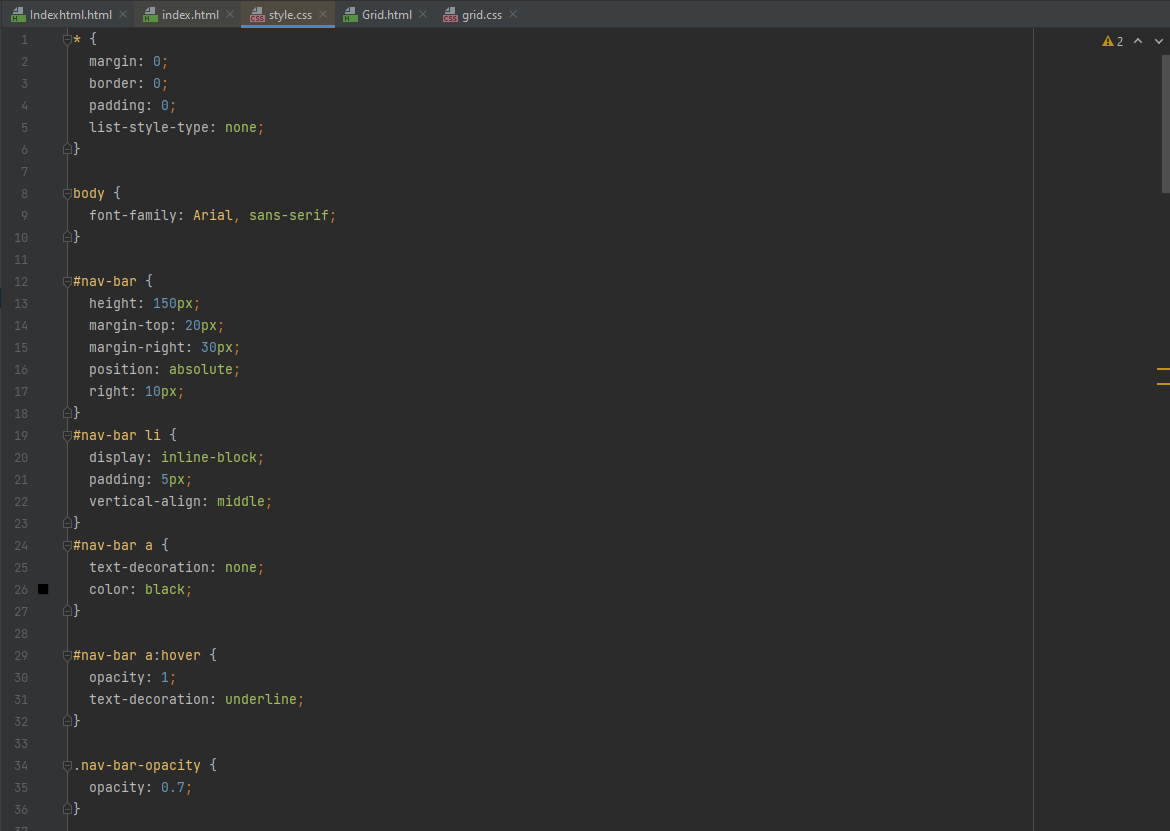 Indexhtml.html index.html style.css Grid.html grid.css
2
1 * {
2 margin: 0;
3 border: 0;
4 padding: 0;
5 list-style-type: none;
6 }
7
8 body {
9 font-family: Arial, sans-serif;
10 }
11
12 #nav-bar {
13 height: 150px;
14 margin-top: 20px;
15 margin-right: 30px;
16 position: absolute;
17 right: 10px;
18 }
19 #nav-bar li {
20 display: inline-block;
21 padding: 5px;
22 vertical-align: middle;
23 }
24 #nav-bar a {
25 text-decoration: none;
26 color: black;
27 }
28
29 #nav-bar a:hover {
30 opacity: 1;
31 text-decoration: underline;
32 }
33
34 .nav-bar-opacity {
35 opacity: 0.7;
36 }
37